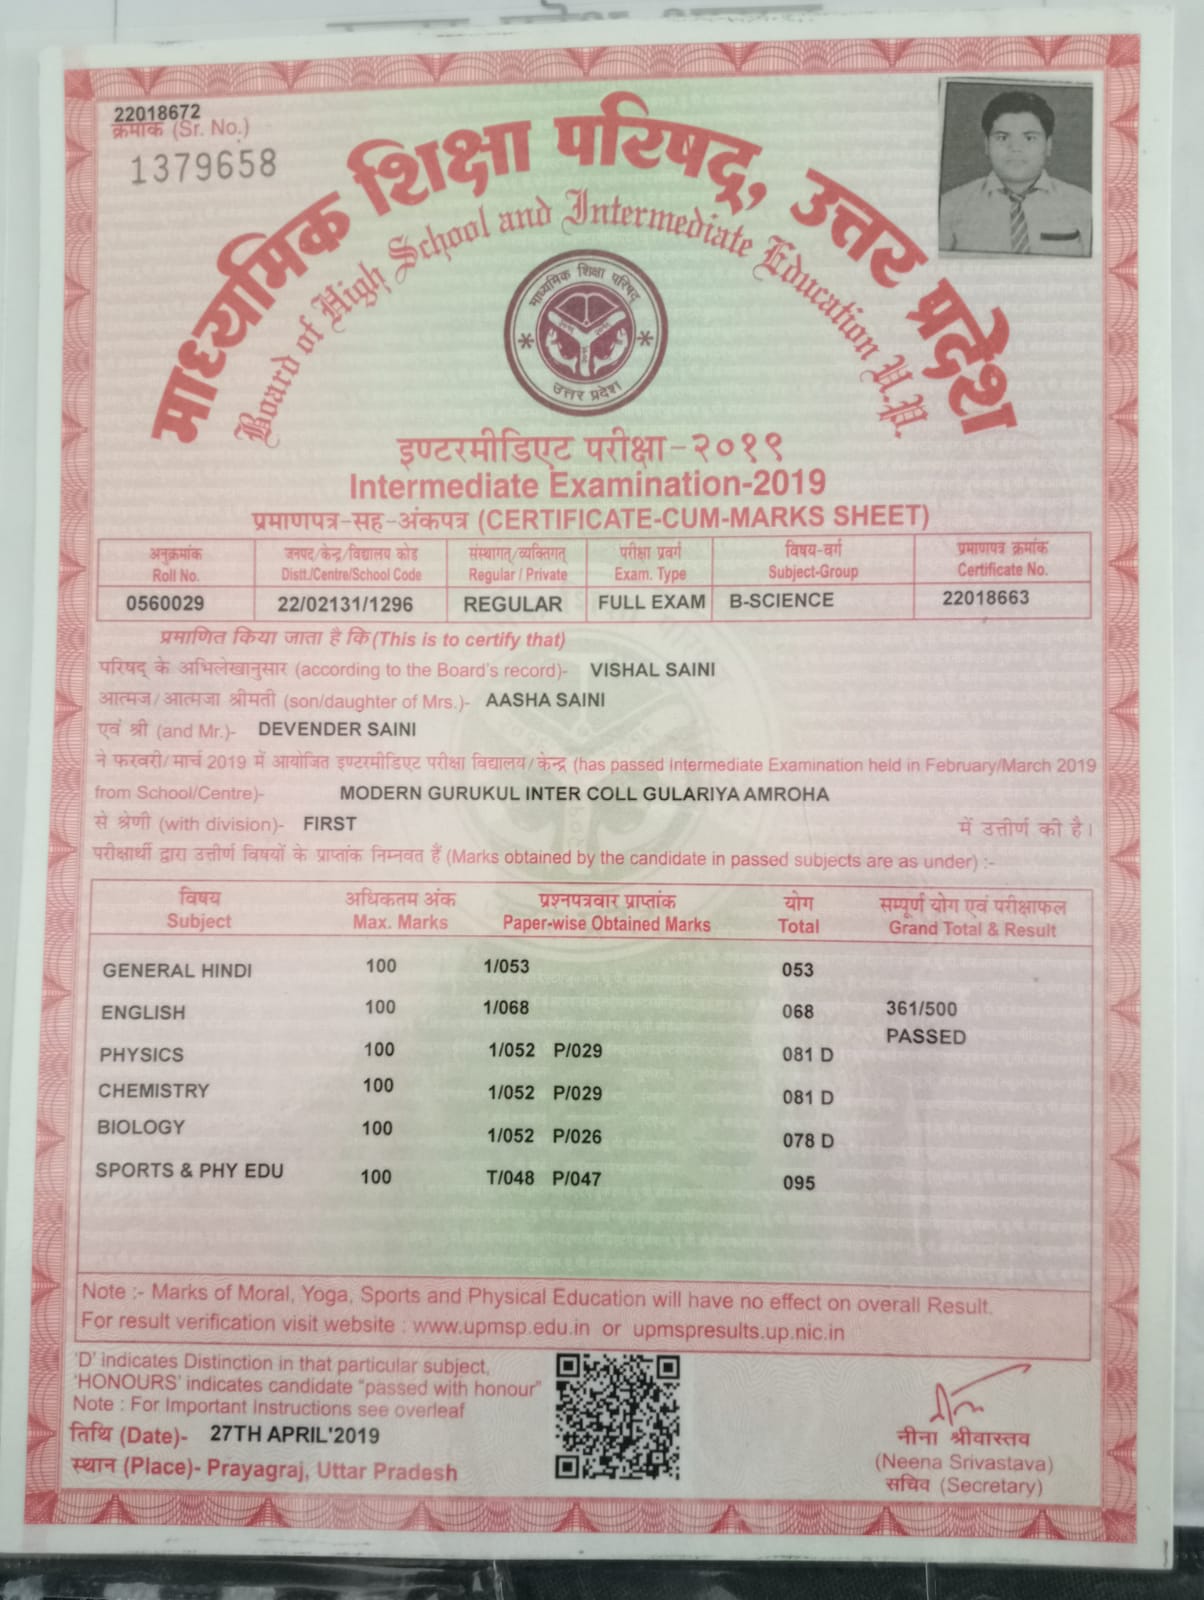 22018672
क्रमांक (Sr. No.)
1379658
माध्यमिक शिक्षा परिषद्, उत्तर प्रदेश
Board of High School and Intermediate Education U.P.
माध्यमिक शिक्षा परिषद्
उत्तर प्रदेश
इण्टरमीडिएट परीक्षा-२०१९
Intermediate Examination-2019
प्रमाणपत्र-सह-अंकपत्र (CERTIFICATE-CUM-MARKS SHEET)
अनुक्रमांक जनपद/केन्द्र/विद्यालय कोड संस्थागत/व्यक्तिगत परीक्षा प्रवर्ग विषय-वर्ग प्रमाणपत्र क्रमांक
Roll No. Distt./Centre/School Code Regular / Private Exam. Type Subject-Group Certificate No.
0560029 22/02131/1296 REGULAR FULL EXAM B-SCIENCE 22018663
प्रमाणित किया जाता है कि (This is to certify that)
परिषद् के अभिलेखानुसार (according to the Board's record)- VISHAL SAINI
आत्मज/आत्मजा श्रीमती (son/daughter of Mrs.)- AASHA SAINI
एवं श्री (and Mr.)- DEVENDER SAINI
ने फरवरी/मार्च 2019 में आयोजित इण्टरमीडिएट परीक्षा विद्यालय/केन्द्र (has passed Intermediate Examination held in February/March 2019
from School/Centre)- MODERN GURUKUL INTER COLL GULARIYA AMROHA
से श्रेणी (with division)- FIRST में उत्तीर्ण की है।
परीक्षार्थी द्वारा उत्तीर्ण विषयों के प्राप्तांक निम्नवत हैं (Marks obtained by the candidate in passed subjects are as under) :-
विषय अधिकतम अंक प्रश्नपत्रवार प्राप्तांक योग सम्पूर्ण योग एवं परीक्षाफल
Subject Max. Marks Paper-wise Obtained Marks Total Grand Total & Result
GENERAL HINDI 100 1/053 053
ENGLISH 100 1/068 068 361/500
PASSED
PHYSICS 100 1/052 P/029 081 D
CHEMISTRY 100 1/052 P/029 081 D
BIOLOGY 100 1/052 P/026 078 D
SPORTS & PHY EDU 100 T/048 P/047 095
Note :- Marks of Moral, Yoga, Sports and Physical Education will have no effect on overall Result.
For result verification visit website : www.upmsp.edu.in or upmspresults.up.nic.in
'D' indicates Distinction in that particular subject,
'HONOURS' indicates candidate "passed with honour"
Note : For Important Instructions see overleaf
तिथि (Date)- 27TH APRIL'2019
स्थान (Place)- Prayagraj, Uttar Pradesh
नीना श्रीवास्तव
(Neena Srivastava)
सचिव (Secretary)